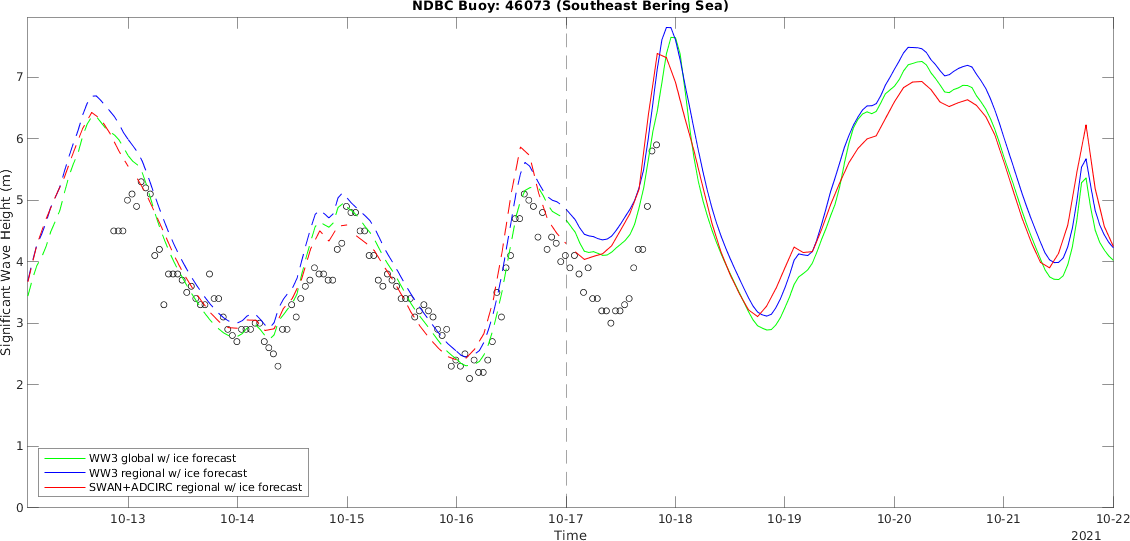 NDBC Buoy: 46073 (Southeast Bering Sea)
Significant Wave Height (m)
7
6
5
4
3
2
1
0
WW3 global w/ ice forecast
WW3 regional w/ ice forecast
SWAN+ADCIRC regional w/ ice forecast
10-13 10-14 10-15 10-16 10-17 10-18 10-19 10-20 10-21 10-22
Time
2021